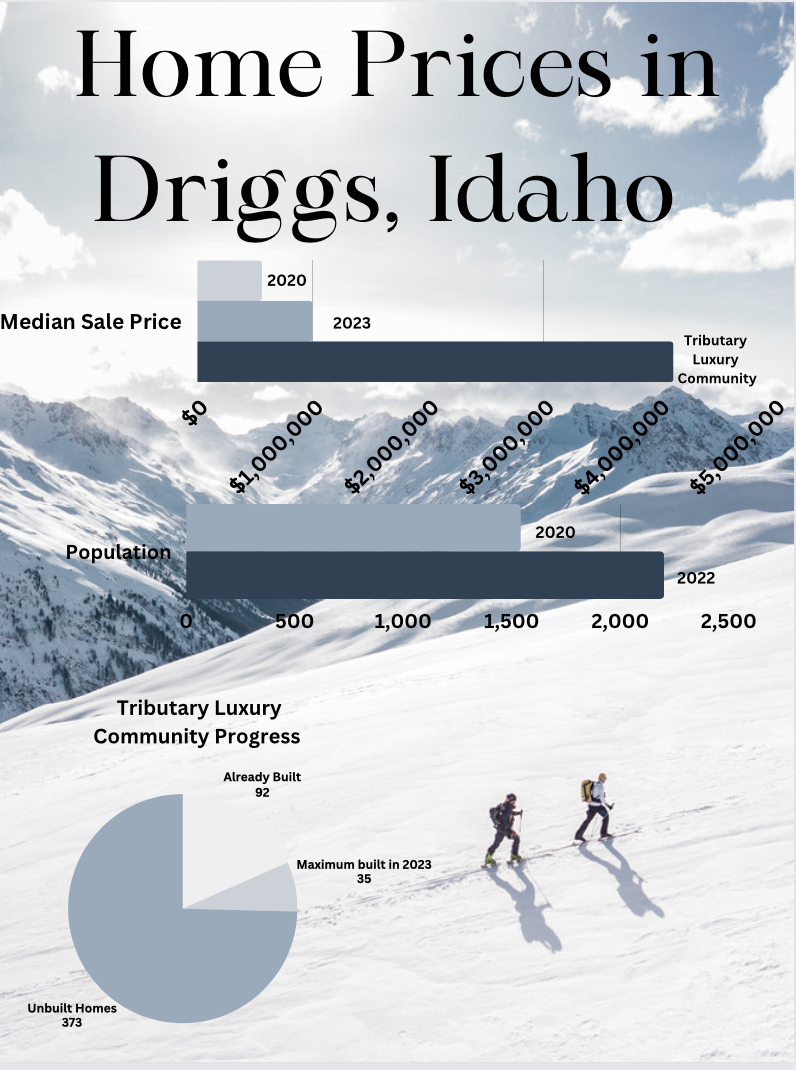 Home Prices in
Driggs, Idaho
2020
Median Sale Price
2023
Tributary
Luxury
Community
$0
$1,000,000
$2,000,000
$3,000,000
$4,000,000
$5,000,000
2020
Population
2022
0
500
1,000
1,500
2,000
2,500
Tributary Luxury
Community Progress
Already Built
92
Maximum built in 2023
35
Unbuilt Homes
373